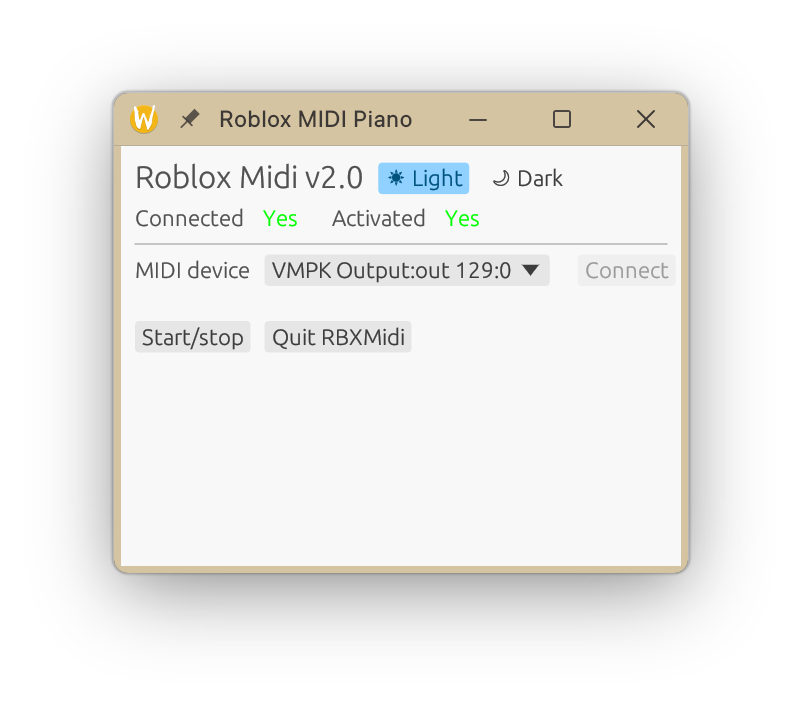 Roblox MIDI Piano
Roblox Midi v2.0 Light Dark
Connected Yes Activated Yes
MIDI device VMPK Output:out 129:0 Connect
Start/stop Quit RBXMidi